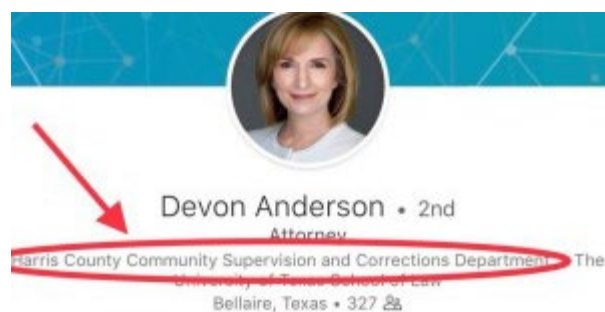 Devon Anderson • 2nd
Attorney
Harris County Community Supervision and Corrections Department • The
University of Texas School of Law
Bellaire, Texas • 327